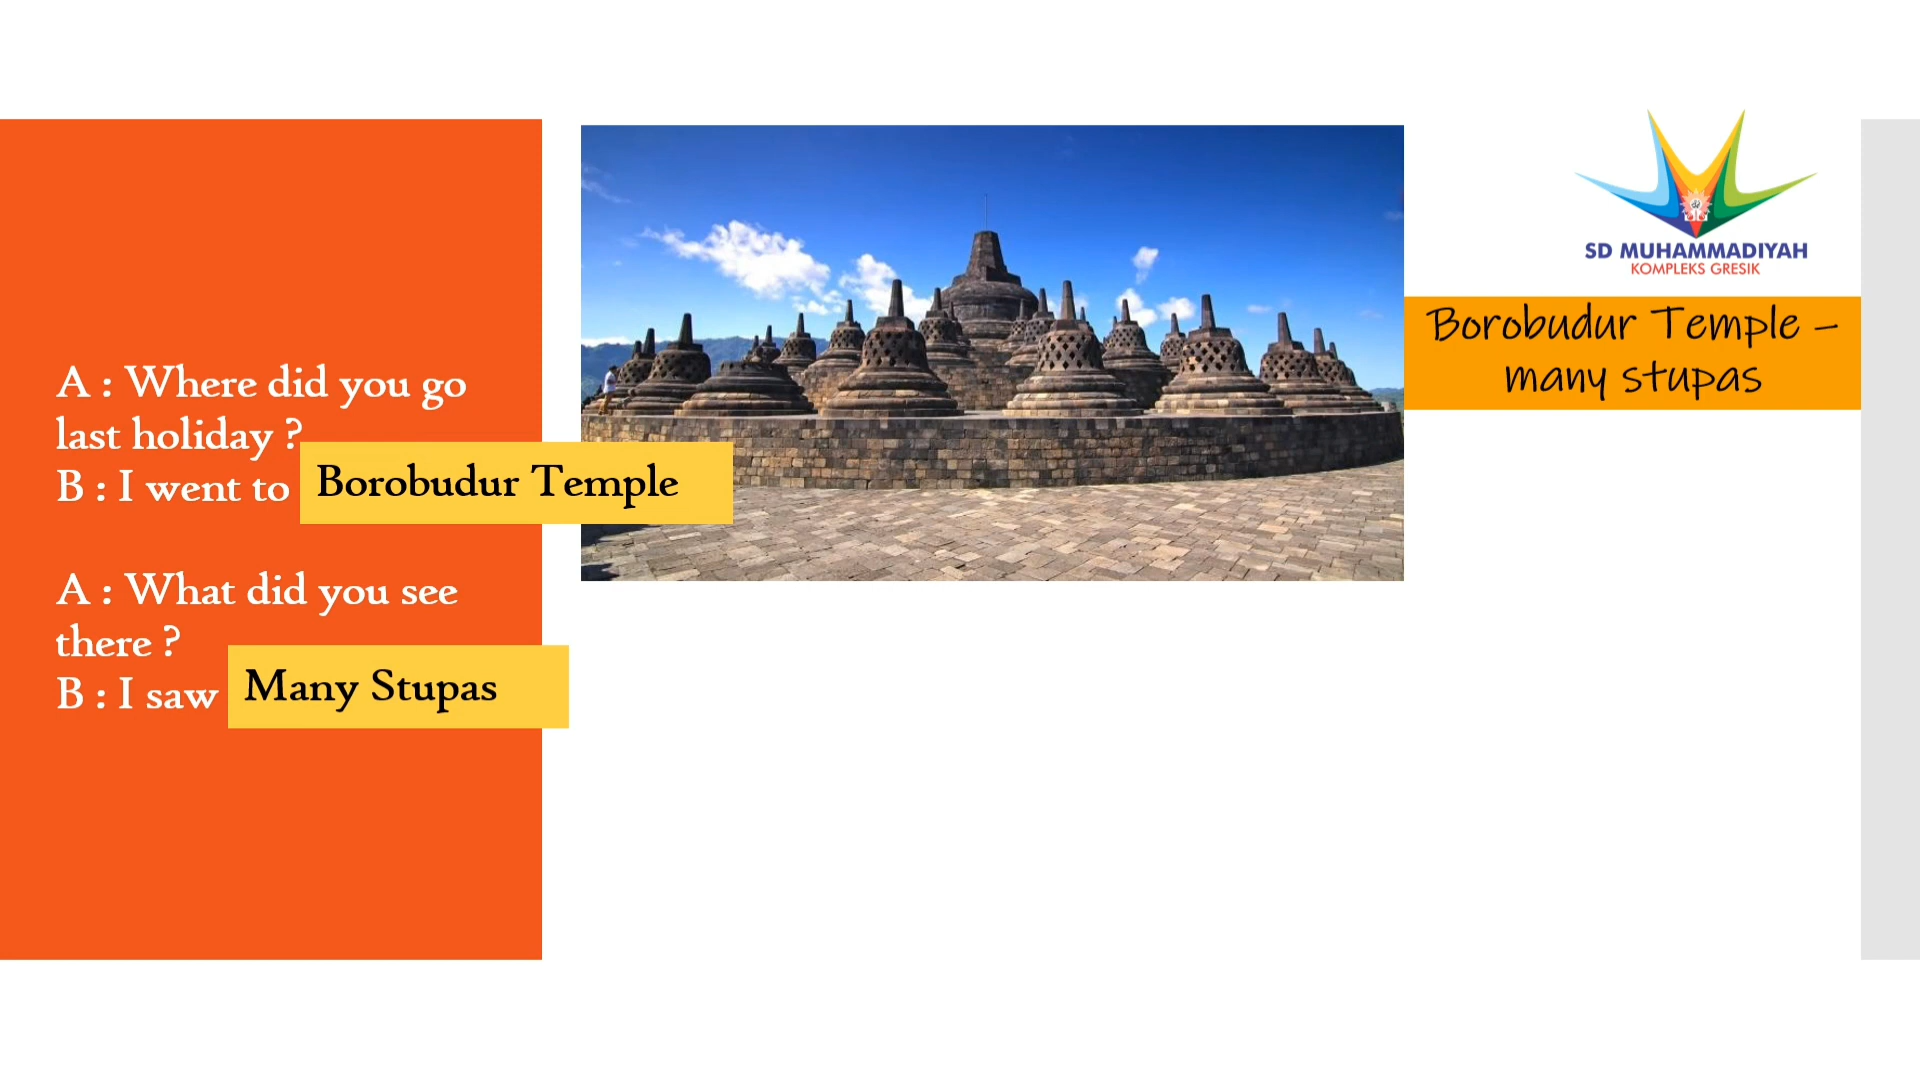 A : Where did you go
last holiday ?
B : I went to Borobudur Temple
A : What did you see
there ?
B : I saw Many Stupas
SD MUHAMMADIYAH
KOMPLEKS GRESIK
Borobudur Temple –
many stupas